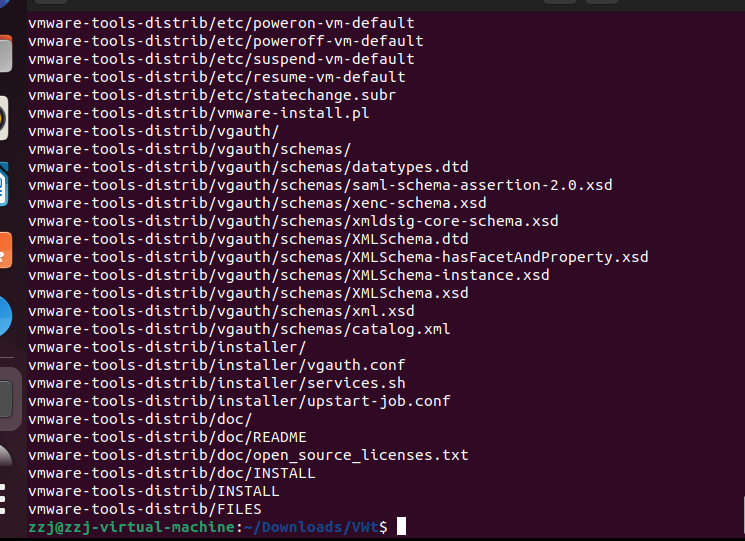 vmware-tools-distrib/etc/poweron-vm-default
vmware-tools-distrib/etc/poweroff-vm-default
vmware-tools-distrib/etc/suspend-vm-default
vmware-tools-distrib/etc/resume-vm-default
vmware-tools-distrib/etc/statechange.subr
vmware-tools-distrib/vmware-install.pl
vmware-tools-distrib/vgauth/
vmware-tools-distrib/vgauth/schemas/
vmware-tools-distrib/vgauth/schemas/datatypes.dtd
vmware-tools-distrib/vgauth/schemas/saml-schema-assertion-2.0.xsd
vmware-tools-distrib/vgauth/schemas/xenc-schema.xsd
vmware-tools-distrib/vgauth/schemas/xmldsig-core-schema.xsd
vmware-tools-distrib/vgauth/schemas/XMLSchema.dtd
vmware-tools-distrib/vgauth/schemas/XMLSchema-hasFacetAndProperty.xsd
vmware-tools-distrib/vgauth/schemas/XMLSchema-instance.xsd
vmware-tools-distrib/vgauth/schemas/XMLSchema.xsd
vmware-tools-distrib/vgauth/schemas/xml.xsd
vmware-tools-distrib/vgauth/schemas/catalog.xml
vmware-tools-distrib/installer/
vmware-tools-distrib/installer/vgauth.conf
vmware-tools-distrib/installer/services.sh
vmware-tools-distrib/installer/upstart-job.conf
vmware-tools-distrib/doc/
vmware-tools-distrib/doc/README
vmware-tools-distrib/doc/open_source_licenses.txt
vmware-tools-distrib/doc/INSTALL
vmware-tools-distrib/INSTALL
vmware-tools-distrib/FILES
zzj@zzj-virtual-machine:~/Downloads/VWt$